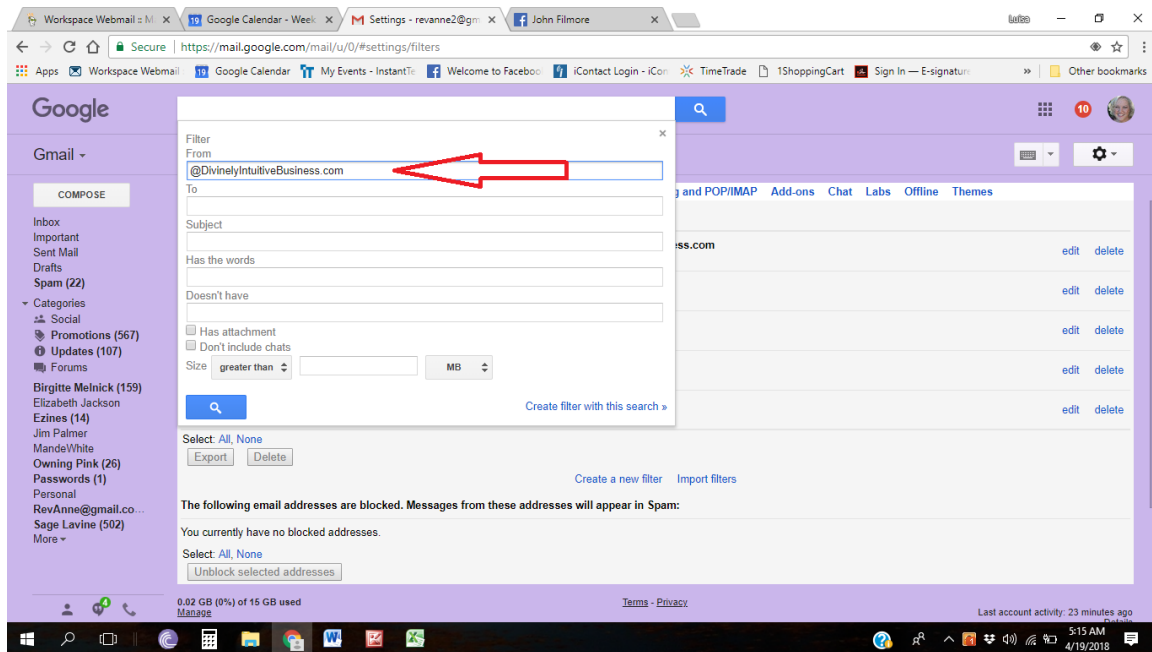 Workspace Webmail :: M
Google Calendar - Week
Settings - revanne2@gm
John Filmore
Luisa
Secure https://mail.google.com/mail/u/0/#settings/filters
Apps Workspace Webmail 19 Google Calendar My Events - InstantTe Welcome to Faceboo iContact Login - iCon TimeTrade 1ShoppingCart Sign In — E-signature » Other bookmarks
Google
10
Gmail
Filter
From
@DivinelyIntuitiveBusiness.com
To
Subject
Has the words
Doesn't have
Has attachment
Don't include chats
Size greater than MB
Create filter with this search »
g and POP/IMAP Add-ons Chat Labs Offline Themes
ess.com
edit delete
edit delete
edit delete
edit delete
edit delete
COMPOSE
Inbox
Important
Sent Mail
Drafts
Spam (22)
Categories
Social
Promotions (567)
Updates (107)
Forums
Birgitte Melnick (159)
Elizabeth Jackson
Ezines (14)
Jim Palmer
MandeWhite
Owning Pink (26)
Passwords (1)
Personal
RevAnne@gmail.co...
Sage Lavine (502)
More
4
Select: All, None
Export Delete
Create a new filter Import filters
The following email addresses are blocked. Messages from these addresses will appear in Spam:
You currently have no blocked addresses.
Select: All, None
Unblock selected addresses
0.02 GB (0%) of 15 GB used
Manage
Terms - Privacy
Last account activity: 23 minutes ago
Details
5:15 AM
4/19/2018